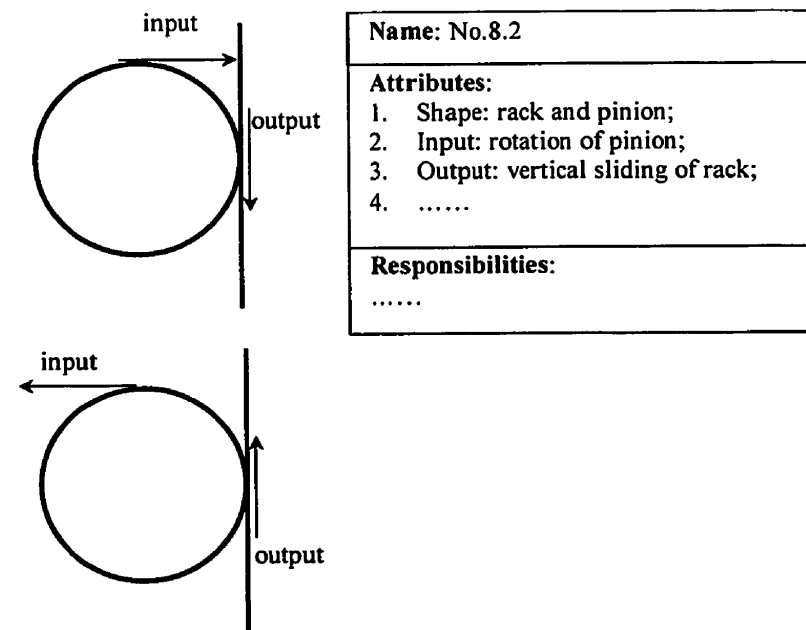 input
output
Name: No.8.2
Attributes:
1. Shape: rack and pinion;
2. Input: rotation of pinion;
3. Output: vertical sliding of rack;
4. ......
Responsibilities:
......
input
output